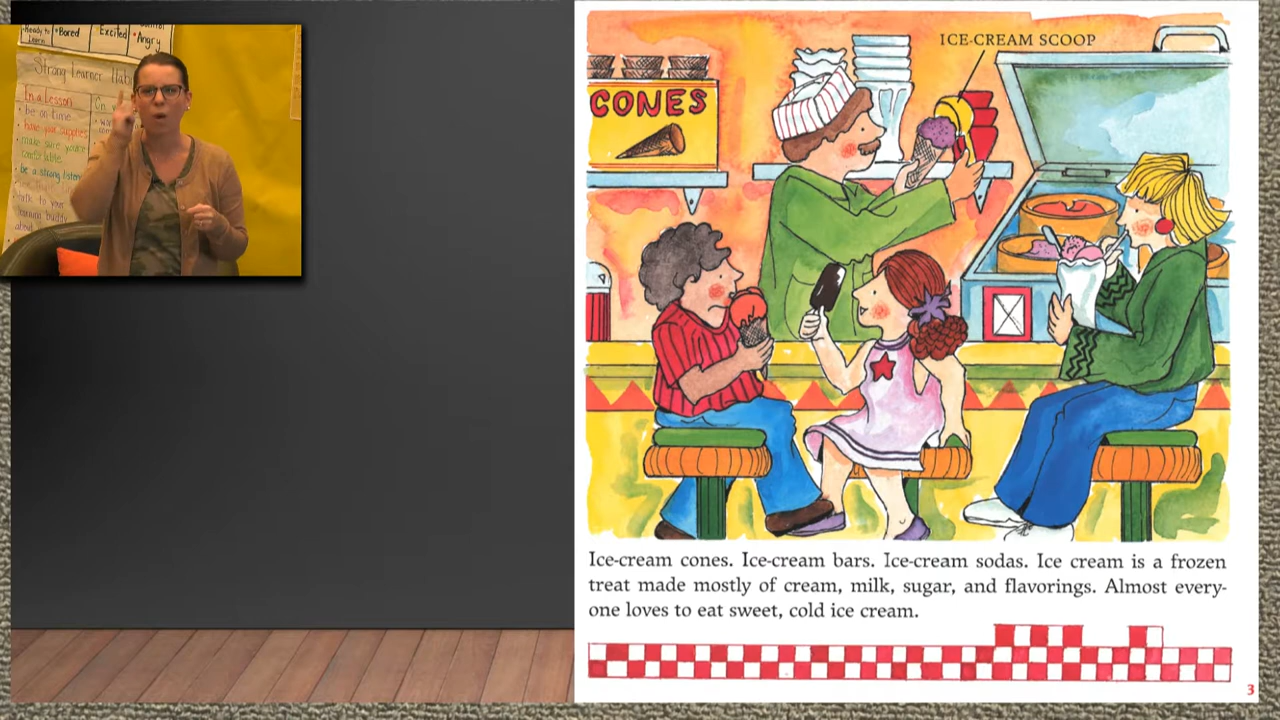 Ready to Learn
Bored
Excited
Angry
Strong Learner
In a Lesson
be on time
have your supplies
make sure you're comfortable
be a strong
talk to your
about
ICE-CREAM SCOOP
CONES
Ice-cream cones. Ice-cream bars. Ice-cream sodas. Ice cream is a frozen
treat made mostly of cream, milk, sugar, and flavorings. Almost every-
one loves to eat sweet, cold ice cream.
3